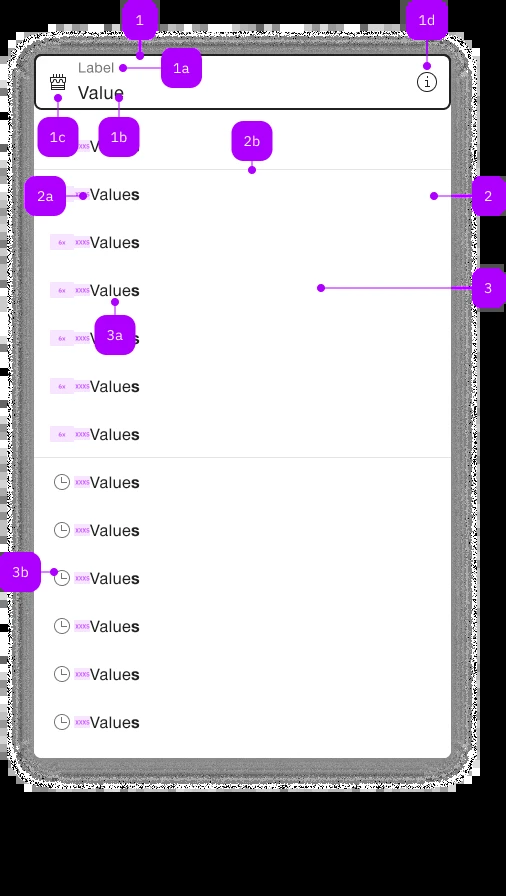 1
1d
Label
1a
Value
1c
1b
2b
xxxs
2a
Values
2
6x
xxxs
Values
6x
xxxs
Values
3
3a
6x
xxxs
s
6x
xxxs
Values
6x
xxxs
Values
xxxs
Values
xxxs
Values
3b
xxxs
Values
xxxs
Values
xxxs
Values
xxxs
Values